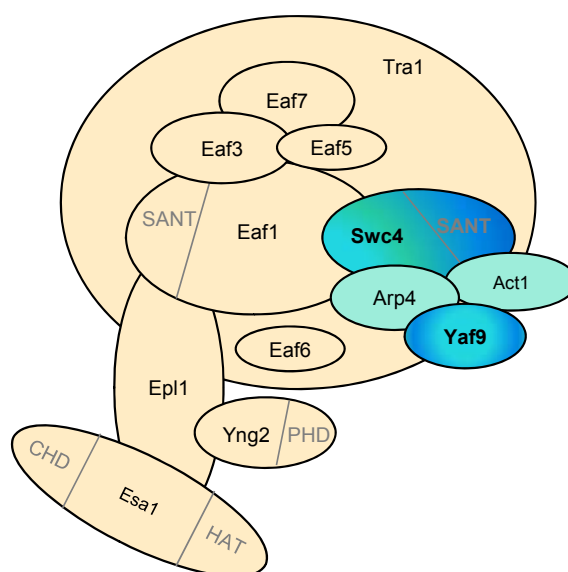 Tra1
Eaf7
Eaf3
Eaf5
SANT
Eaf1
Swc4
SANT
Arp4
Act1
Yaf9
Eaf6
Epl1
Yng2
PHD
CHD
Esa1
HAT